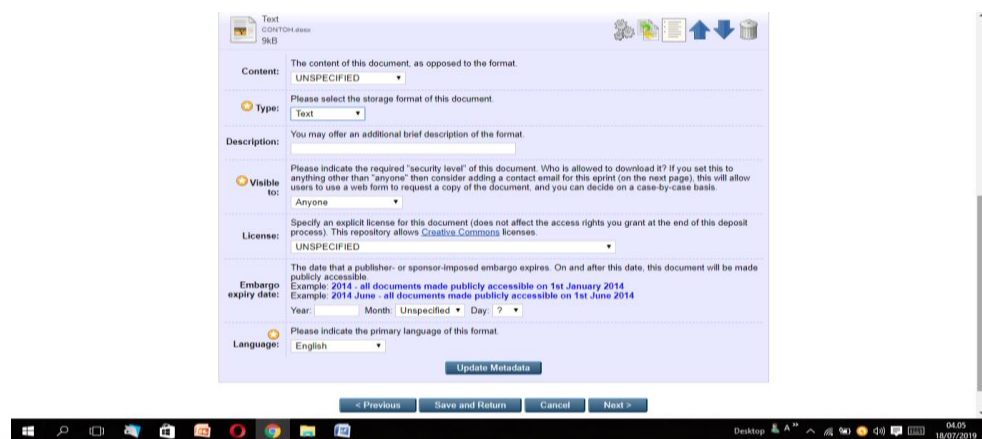 Text
CONTOH.docx
9kB
Content:
The content of this document, as opposed to the format.
UNSPECIFIED
Type:
Please select the storage format of this document.
Text
Description:
You may offer an additional brief description of the format.
Visible to:
Please indicate the required "security level" of this document. Who is allowed to download it? If you set this to
anything other than "anyone" then consider adding a contact email for this eprint (on the next page), this will allow
users to use a web form to request a copy of the document, and you can decide on a case-by-case basis.
Anyone
License:
Specify an explicit license for this document (does not affect the access rights you grant at the end of this deposit
process). This repository allows Creative Commons licenses.
UNSPECIFIED
Embargo
expiry date:
The date that a publisher- or sponsor-imposed embargo expires. On and after this date, this document will be made
publicly accessible.
Example: 2014 - all documents made publicly accessible on 1st January 2014
Example: 2014 June - all documents made publicly accessible on 1st June 2014
Year: Month: Unspecified Day: ?
Language:
Please indicate the primary language of this format.
English
Update Metadata
< Previous Save and Return Cancel Next >
Desktop 04.05
18/07/2019